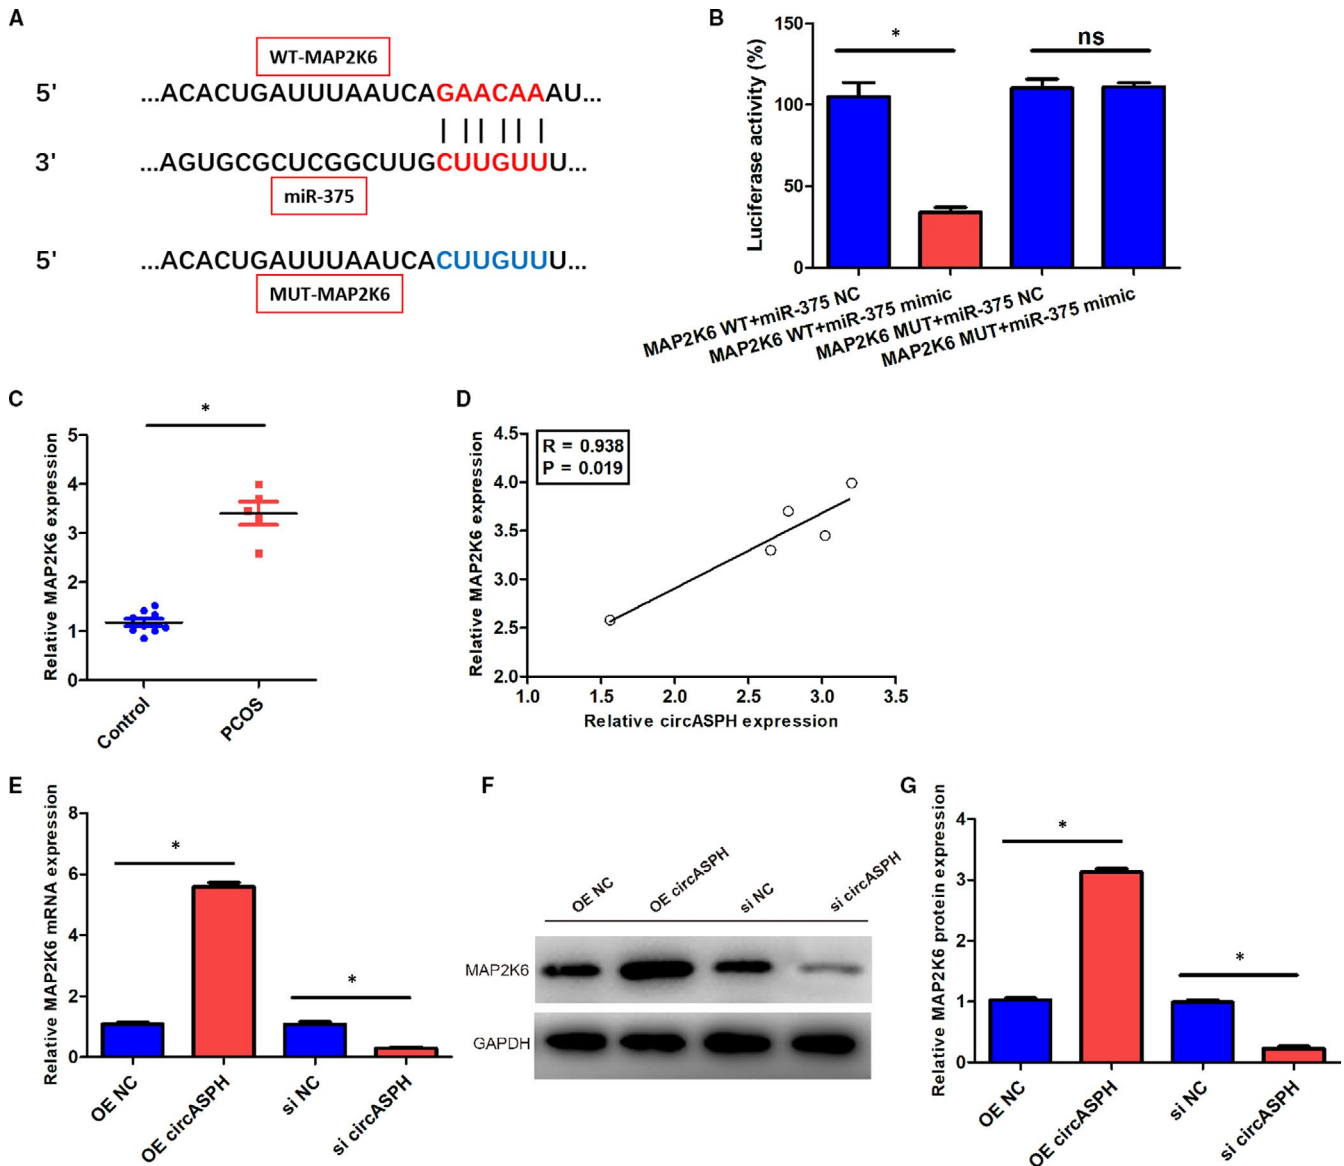 A
WT-MAP2K6
5' ...ACACUGAUUUAAUCAGAACAAAU...
3' ...AGUGCGCUCGGCUUGCUUGUUU...
miR-375
5' ...ACACUGAUUUAAUCACUUGUUU...
MUT-MAP2K6
B
Luciferase activity (%)
150
100
50
0
*
ns
MAP2K6 WT+miR-375 NC
MAP2K6 WT+miR-375 mimic
MAP2K6 MUT+miR-375 NC
MAP2K6 MUT+miR-375 mimic
C
Relative MAP2K6 expression
5
4
3
2
1
0
*
Control
PCOS
D
Relative MAP2K6 expression
4.5
4.0
3.5
3.0
2.5
2.0
R = 0.938
P = 0.019
1.0 1.5 2.0 2.5 3.0 3.5
Relative circASPH expression
E
Relative MAP2K6 mRNA expression
8
6
4
2
0
*
*
OE NC
OE circASPH
si NC
si circASPH
F
OE NC
OE circASPH
si NC
si circASPH
MAP2K6
GAPDH
G
Relative MAP2K6 protein expression
4
3
2
1
0
*
*
OE NC
OE circASPH
si NC
si circASPH